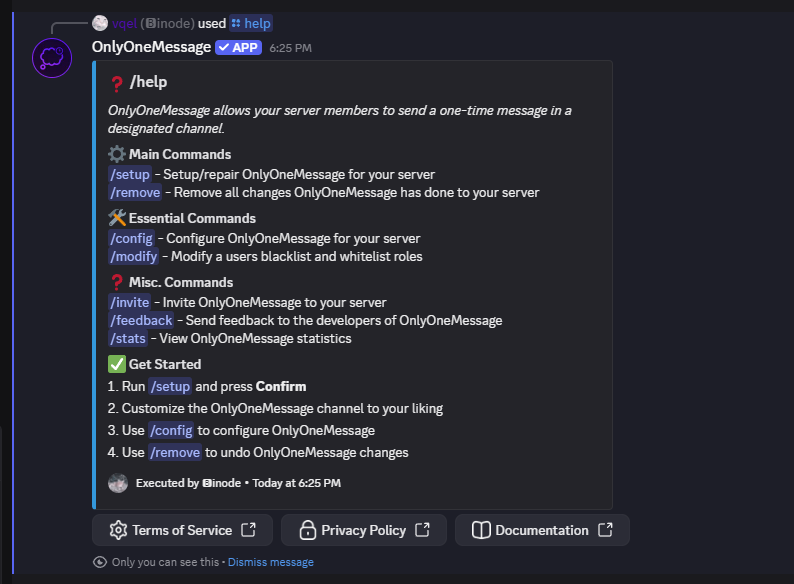 vqel (🅱inode) used help
OnlyOneMessage ✓ APP 6:25 PM
❓ /help
OnlyOneMessage allows your server members to send a one-time message in a
designated channel.
⚙️ Main Commands
/setup - Setup/repair OnlyOneMessage for your server
/remove - Remove all changes OnlyOneMessage has done to your server
🛠️ Essential Commands
/config - Configure OnlyOneMessage for your server
/modify - Modify a users blacklist and whitelist roles
❓ Misc. Commands
/invite - Invite OnlyOneMessage to your server
/feedback - Send feedback to the developers of OnlyOneMessage
/stats - View OnlyOneMessage statistics
✅ Get Started
1. Run /setup and press Confirm
2. Customize the OnlyOneMessage channel to your liking
3. Use /config to configure OnlyOneMessage
4. Use /remove to undo OnlyOneMessage changes
Executed by 🅱inode • Today at 6:25 PM
Terms of Service
Privacy Policy
Documentation
Only you can see this • Dismiss message